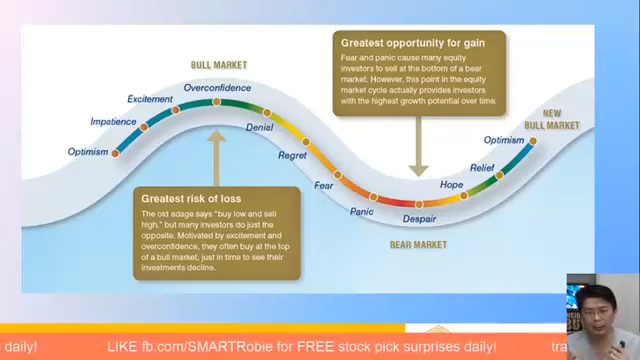 Greatest opportunity for gain
Fear and panic cause many equity
investors to sell at the bottom of a bear
market. However, this point in the equity
market cycle actually provides investors
with the highest growth potential over time.
BULL MARKET
Overconfidence
Excitement
Impatience
Optimism
Denial
Regret
Fear
Panic
Despair
Hope
Relief
Optimism
NEW
BULL MARKET
BEAR MARKET
Greatest risk of loss
The old adage says "buy low and sell
high," but many investors do just the
opposite. Motivated by excitement and
overconfidence, they often buy at the top
of a bull market, just in time to see their
investments decline.
daily! LIKE fb.com/SMARTRobie for FREE stock pick surprises daily!